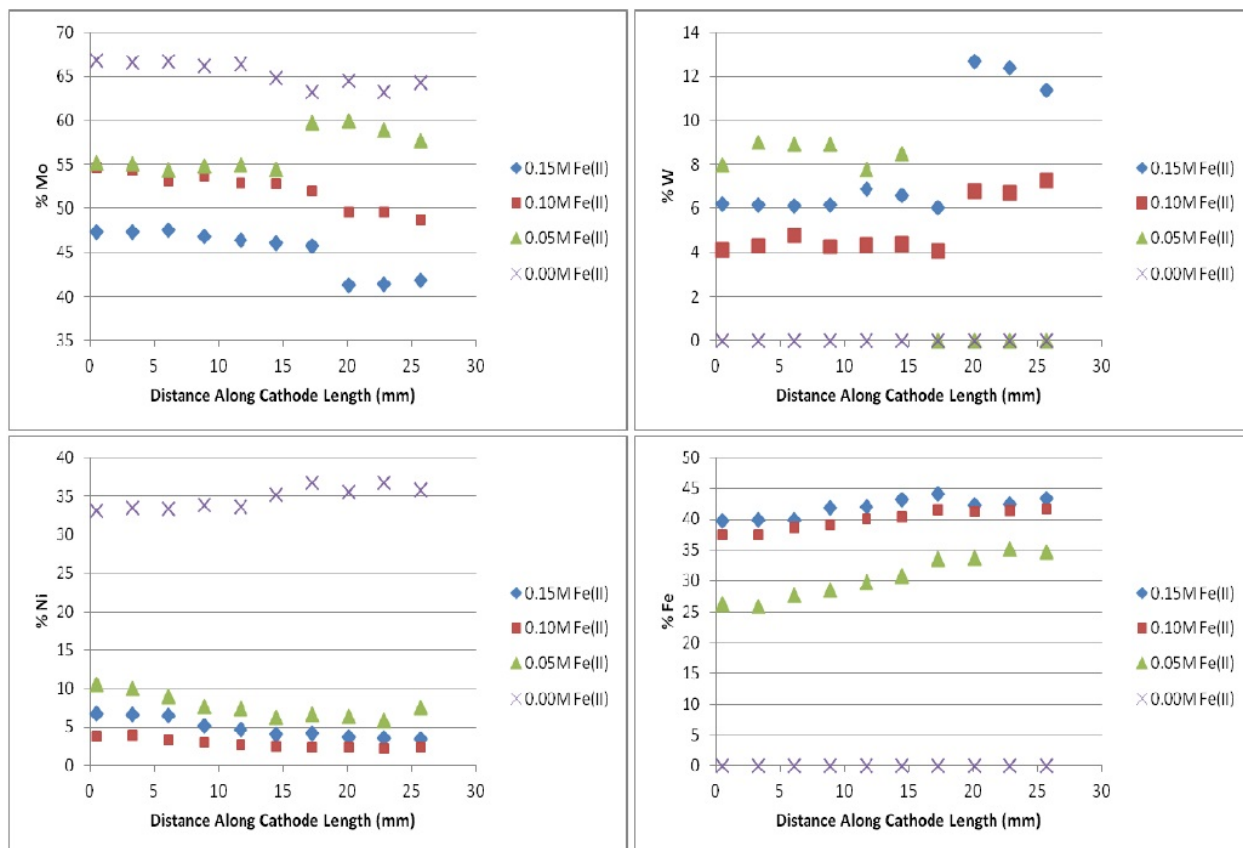 70
65
60
55
50
45
40
35
% Mo
0 5 10 15 20 25 30
Distance Along Cathode Length (mm)
0.15M Fe(II)
0.10M Fe(II)
0.05M Fe(II)
0.00M Fe(II)
14
12
10
8
6
4
2
0
% W
0 5 10 15 20 25 30
Distance Along Cathode Length (mm)
0.15M Fe(II)
0.10M Fe(II)
0.05M Fe(II)
0.00M Fe(II)
40
35
30
25
20
15
10
5
0
% Ni
0 5 10 15 20 25 30
Distance Along Cathode Length (mm)
0.15M Fe(II)
0.10M Fe(II)
0.05M Fe(II)
0.00M Fe(II)
50
45
40
35
30
25
20
15
10
5
0
% Fe
0 5 10 15 20 25 30
Distance Along Cathode Length (mm)
0.15M Fe(II)
0.10M Fe(II)
0.05M Fe(II)
0.00M Fe(II)